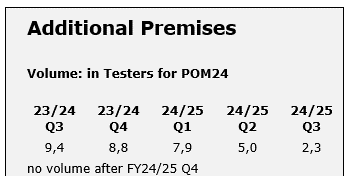 Additional Premises
Volume: in Testers for POM24
23/24 23/24 24/25 24/25 24/25
Q3 Q4 Q1 Q2 Q3
9,4 8,8 7,9 5,0 2,3
no volume after FY24/25 Q4